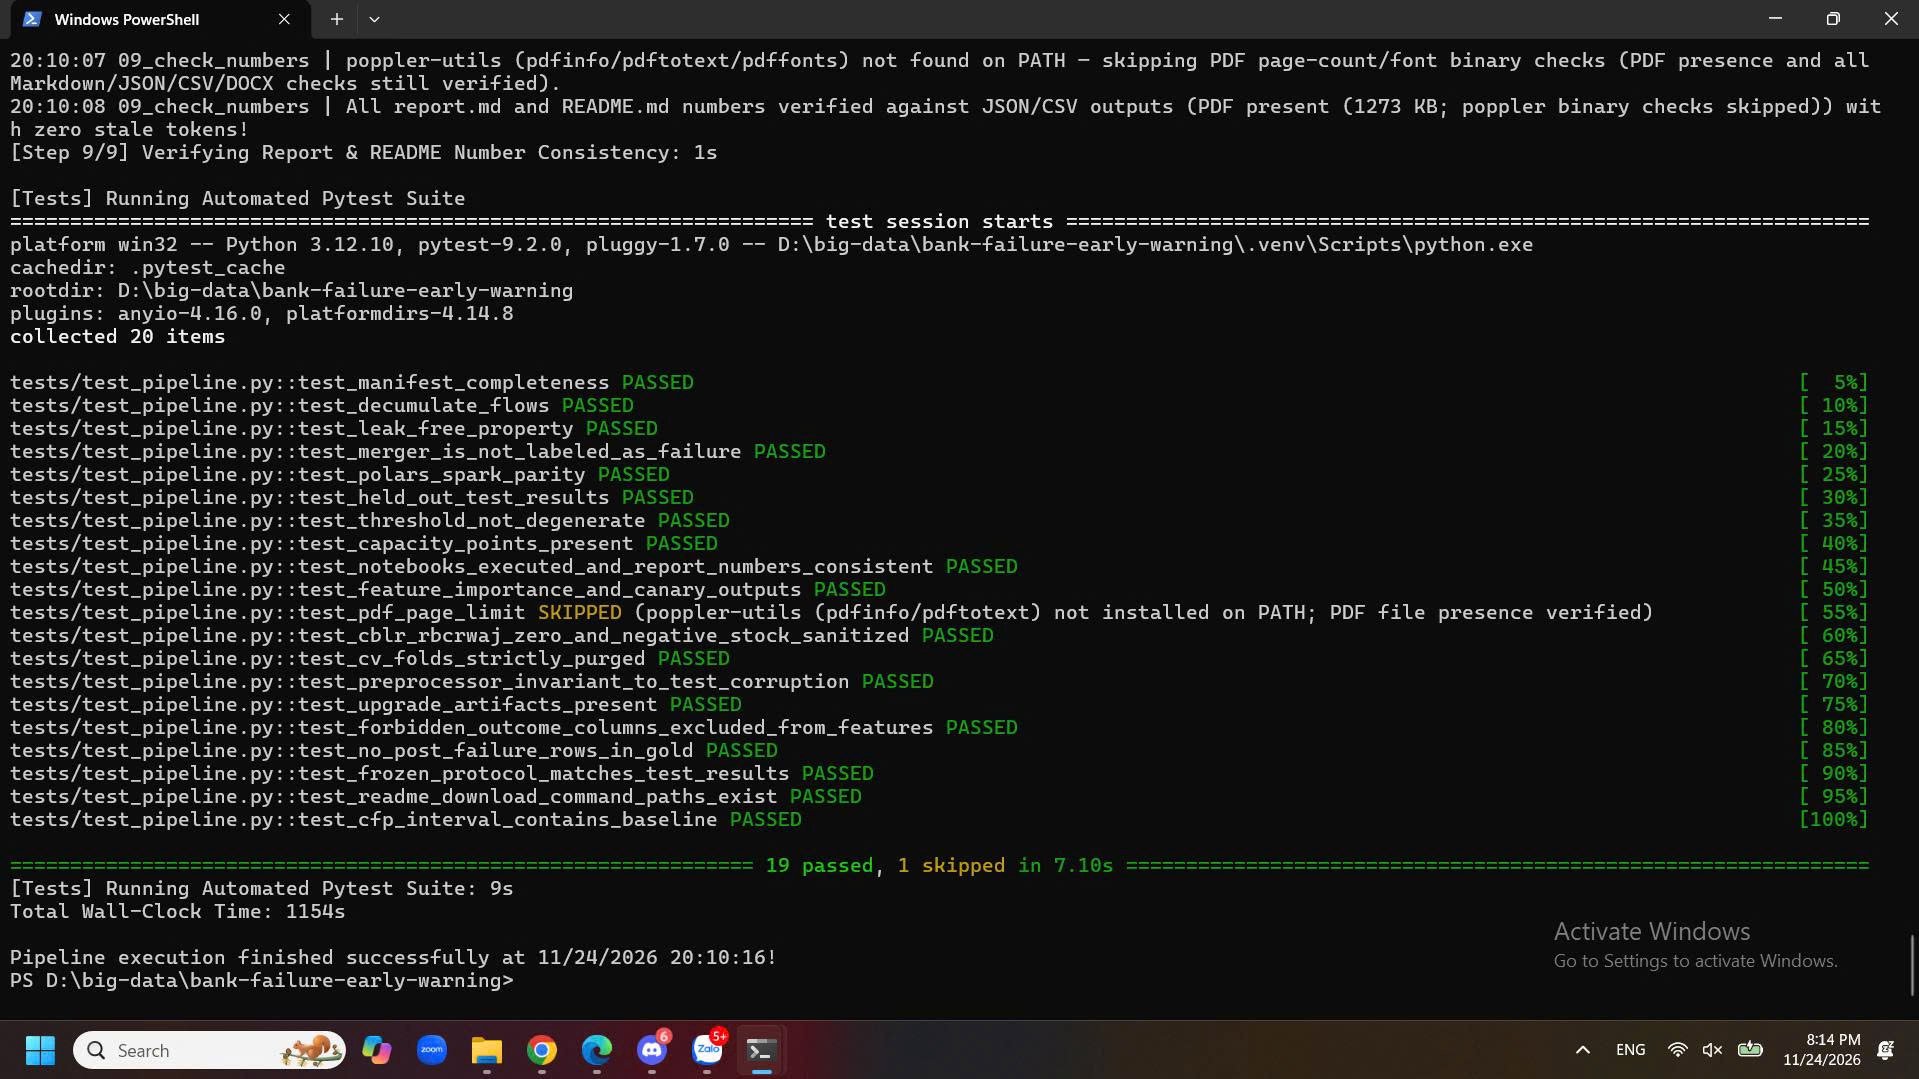 Windows PowerShell
20:10:07 09_check_numbers | poppler-utils (pdfinfo/pdftotext/pdffonts) not found on PATH — skipping PDF page-count/font binary checks (PDF presence and all
Markdown/JSON/CSV/DOCX checks still verified).
20:10:08 09_check_numbers | All report.md and README.md numbers verified against JSON/CSV outputs (PDF present (1273 KB; poppler binary checks skipped)) wit
h zero stale tokens!
[Step 9/9] Verifying Report & README Number Consistency: 1s
[Tests] Running Automated Pytest Suite
=================================================================== test session starts ===================================================================
platform win32 -- Python 3.12.10, pytest-9.2.0, pluggy-1.7.0 -- D:\big-data\bank-failure-early-warning\.venv\Scripts\python.exe
cachedir: .pytest_cache
rootdir: D:\big-data\bank-failure-early-warning
plugins: anyio-4.16.0, platformdirs-4.14.8
collected 20 items
tests/test_pipeline.py::test_manifest_completeness PASSED [  5%]
tests/test_pipeline.py::test_decumulate_flows PASSED [ 10%]
tests/test_pipeline.py::test_leak_free_property PASSED [ 15%]
tests/test_pipeline.py::test_merger_is_not_labeled_as_failure PASSED [ 20%]
tests/test_pipeline.py::test_polars_spark_parity PASSED [ 25%]
tests/test_pipeline.py::test_held_out_test_results PASSED [ 30%]
tests/test_pipeline.py::test_threshold_not_degenerate PASSED [ 35%]
tests/test_pipeline.py::test_capacity_points_present PASSED [ 40%]
tests/test_pipeline.py::test_notebooks_executed_and_report_numbers_consistent PASSED [ 45%]
tests/test_pipeline.py::test_feature_importance_and_canary_outputs PASSED [ 50%]
tests/test_pipeline.py::test_pdf_page_limit SKIPPED (poppler-utils (pdfinfo/pdftotext) not installed on PATH; PDF file presence verified) [ 55%]
tests/test_pipeline.py::test_cblr_rbcrwaj_zero_and_negative_stock_sanitized PASSED [ 60%]
tests/test_pipeline.py::test_cv_folds_strictly_purged PASSED [ 65%]
tests/test_pipeline.py::test_preprocessor_invariant_to_test_corruption PASSED [ 70%]
tests/test_pipeline.py::test_upgrade_artifacts_present PASSED [ 75%]
tests/test_pipeline.py::test_forbidden_outcome_columns_excluded_from_features PASSED [ 80%]
tests/test_pipeline.py::test_no_post_failure_rows_in_gold PASSED [ 85%]
tests/test_pipeline.py::test_frozen_protocol_matches_test_results PASSED [ 90%]
tests/test_pipeline.py::test_readme_download_command_paths_exist PASSED [ 95%]
tests/test_pipeline.py::test_cfp_interval_contains_baseline PASSED [100%]
============================================================== 19 passed, 1 skipped in 7.10s ==============================================================
[Tests] Running Automated Pytest Suite: 9s
Total Wall-Clock Time: 1154s
Activate Windows
Go to Settings to activate Windows.
Pipeline execution finished successfully at 11/24/2026 20:10:16!
PS D:\big-data\bank-failure-early-warning>
Search
zoom
6
Zalo
5+
ENG
8:14 PM
11/24/2026